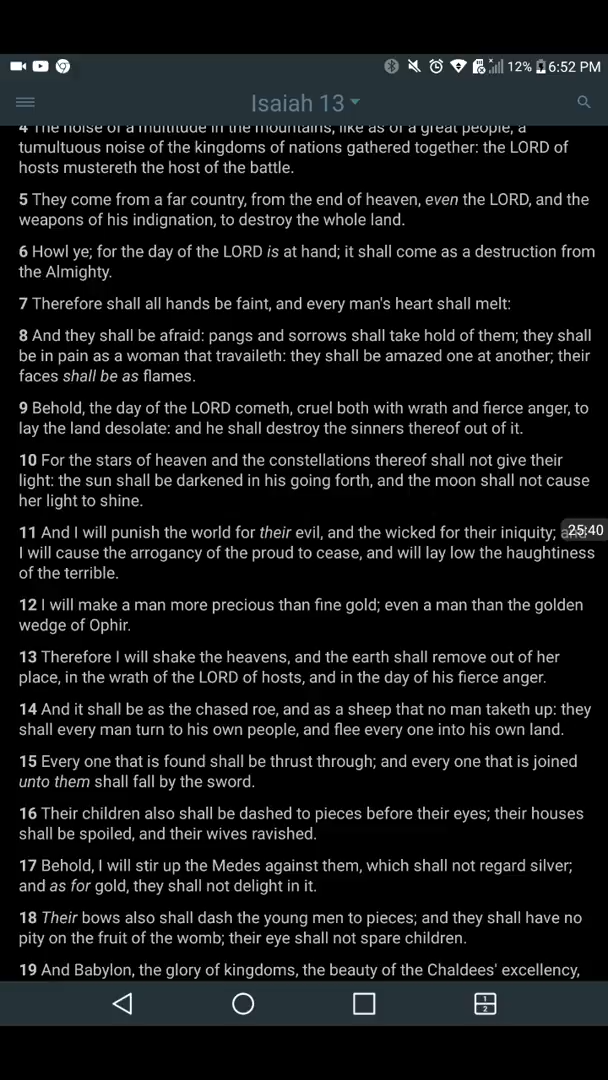 12% 6:52 PM
Isaiah 13
4 The noise of a multitude in the mountains, like as of a great people; a
tumultuous noise of the kingdoms of nations gathered together: the LORD of
hosts mustereth the host of the battle.
5 They come from a far country, from the end of heaven, even the LORD, and the
weapons of his indignation, to destroy the whole land.
6 Howl ye; for the day of the LORD is at hand; it shall come as a destruction from
the Almighty.
7 Therefore shall all hands be faint, and every man's heart shall melt:
8 And they shall be afraid: pangs and sorrows shall take hold of them; they shall
be in pain as a woman that travaileth: they shall be amazed one at another; their
faces shall be as flames.
9 Behold, the day of the LORD cometh, cruel both with wrath and fierce anger, to
lay the land desolate: and he shall destroy the sinners thereof out of it.
10 For the stars of heaven and the constellations thereof shall not give their
light: the sun shall be darkened in his going forth, and the moon shall not cause
her light to shine.
11 And I will punish the world for their evil, and the wicked for their iniquity; and
25:40
I will cause the arrogancy of the proud to cease, and will lay low the haughtiness
of the terrible.
12 I will make a man more precious than fine gold; even a man than the golden
wedge of Ophir.
13 Therefore I will shake the heavens, and the earth shall remove out of her
place, in the wrath of the LORD of hosts, and in the day of his fierce anger.
14 And it shall be as the chased roe, and as a sheep that no man taketh up: they
shall every man turn to his own people, and flee every one into his own land.
15 Every one that is found shall be thrust through; and every one that is joined
unto them shall fall by the sword.
16 Their children also shall be dashed to pieces before their eyes; their houses
shall be spoiled, and their wives ravished.
17 Behold, I will stir up the Medes against them, which shall not regard silver;
and as for gold, they shall not delight in it.
18 Their bows also shall dash the young men to pieces; and they shall have no
pity on the fruit of the womb; their eye shall not spare children.
19 And Babylon, the glory of kingdoms, the beauty of the Chaldees' excellency,
1
2